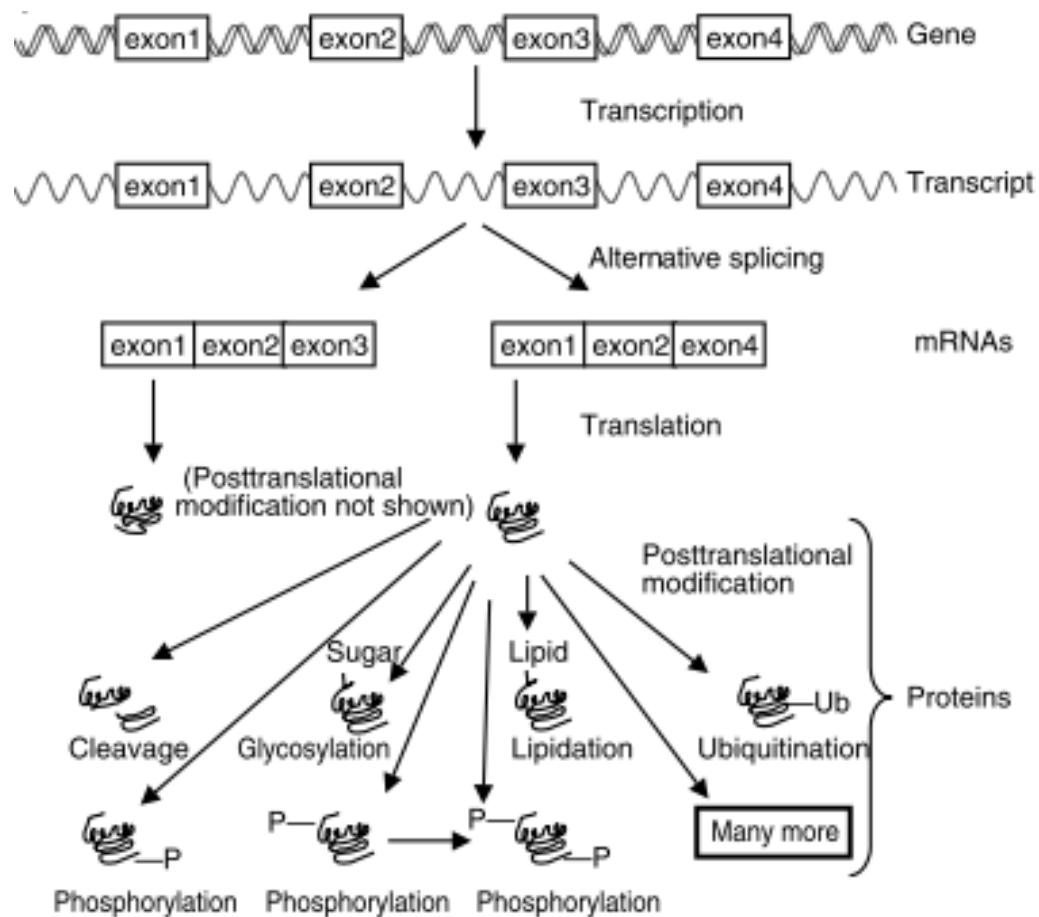 exon1 exon2 exon3 exon4 Gene
Transcription
exon1 exon2 exon3 exon4 Transcript
Alternative splicing
exon1 exon2 exon3 exon1 exon2 exon4 mRNAs
Translation
(Posttranslational
modification not shown)
Posttranslational
modification
Sugar Lipid
Ub Proteins
Cleavage Glycosylation Lipidation Ubiquitination
P P P P Many more
Phosphorylation Phosphorylation Phosphorylation